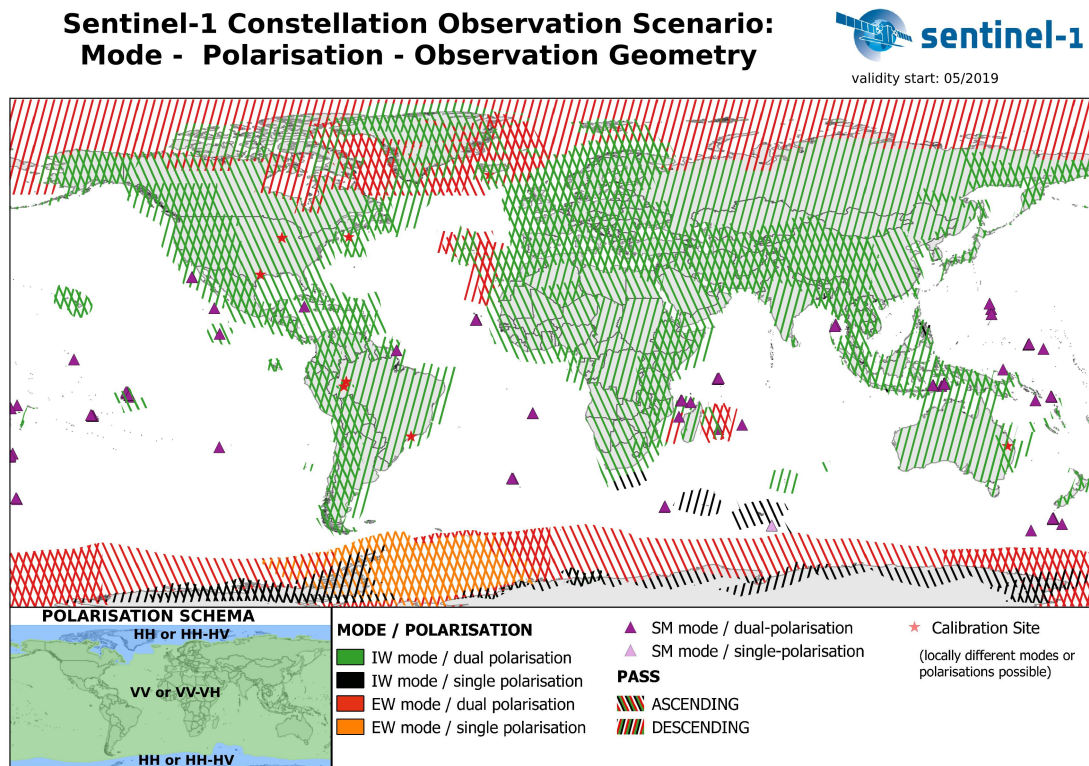 Sentinel-1 Constellation Observation Scenario:
Mode -  Polarisation - Observation Geometry
sentinel-1
validity start: 05/2019
POLARISATION SCHEMA
HH or HH-HV
VV or VV-VH
HH or HH-HV
MODE / POLARISATION
IW mode / dual polarisation
IW mode / single polarisation
EW mode / dual polarisation
EW mode / single polarisation
SM mode / dual-polarisation
SM mode / single-polarisation
PASS
ASCENDING
DESCENDING
Calibration Site
(locally different modes or
polarisations possible)